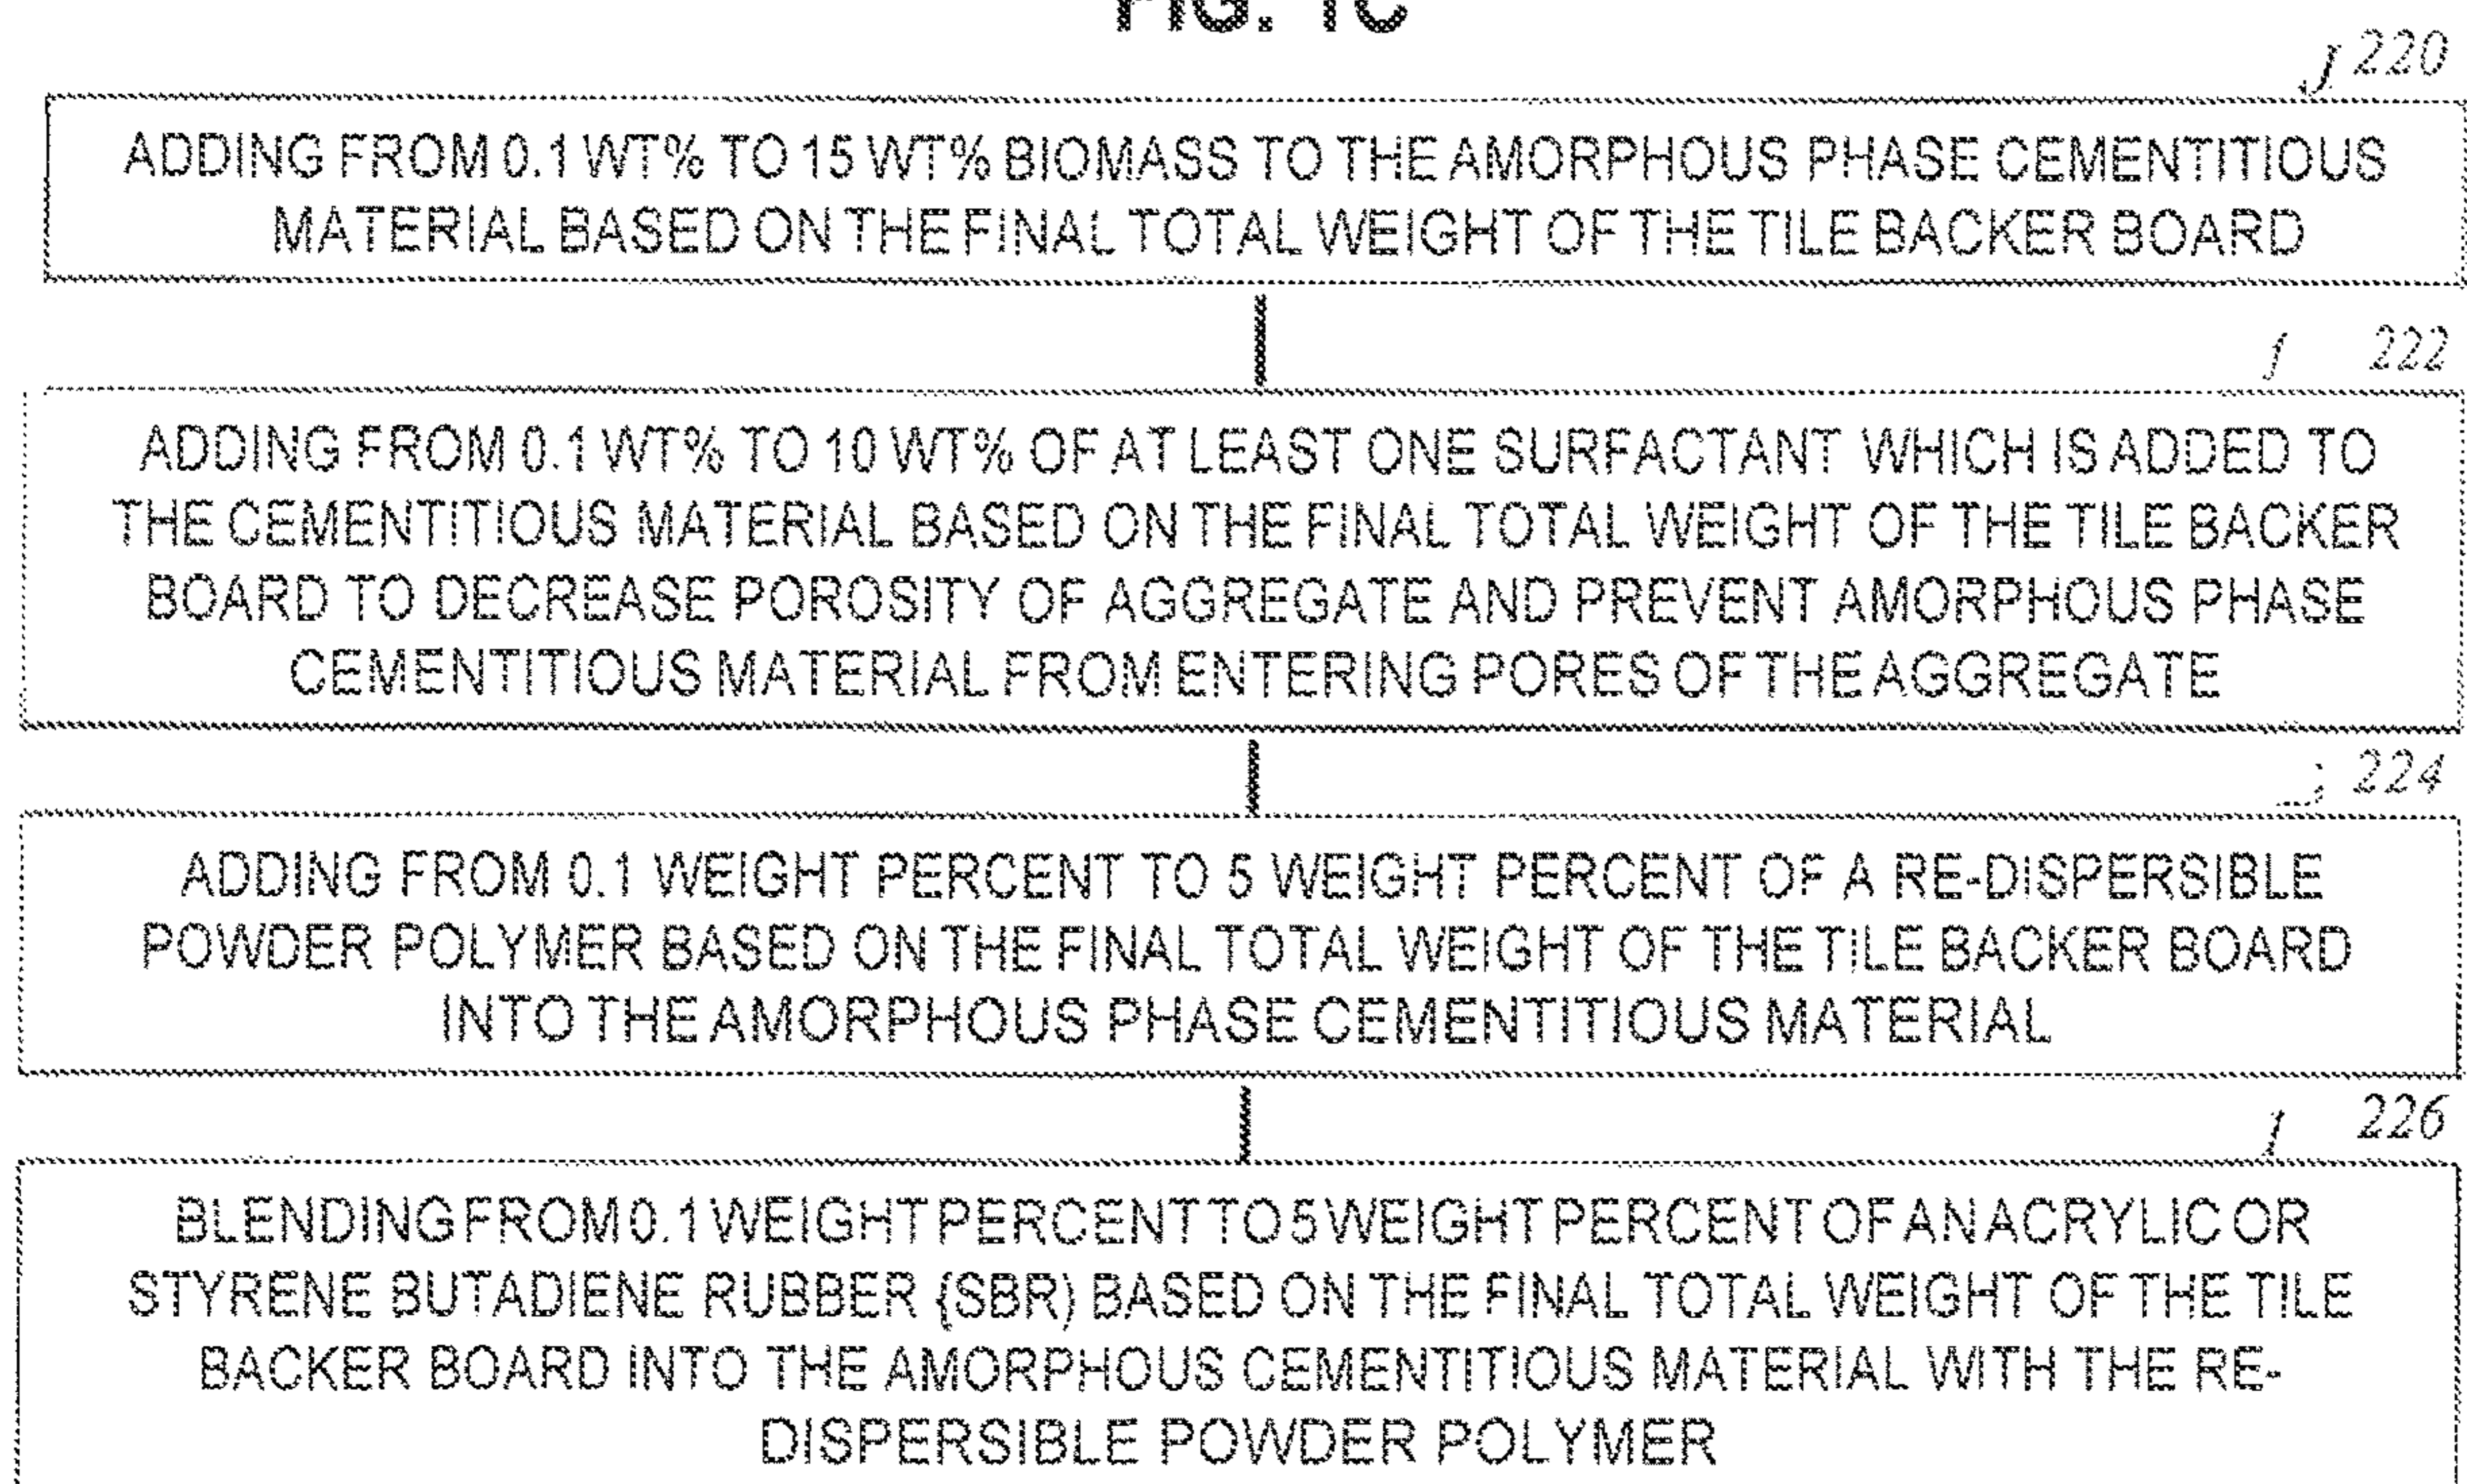 FIG. 1C
220
ADDING FROM 0.1 WT% TO 15 WT% BIOMASS TO THE AMORPHOUS PHASE CEMENTITIOUS
MATERIAL BASED ON THE FINAL TOTAL WEIGHT OF THE TILE BACKER BOARD
222
ADDING FROM 0.1 WT% TO 10 WT% OF AT LEAST ONE SURFACTANT WHICH IS ADDED TO
THE CEMENTITIOUS MATERIAL BASED ON THE FINAL TOTAL WEIGHT OF THE TILE BACKER
BOARD TO DECREASE POROSITY OF AGGREGATE AND PREVENT AMORPHOUS PHASE
CEMENTITIOUS MATERIAL FROM ENTERING PORES OF THE AGGREGATE
224
ADDING FROM 0.1 WEIGHT PERCENT TO 5 WEIGHT PERCENT OF A RE-DISPERSIBLE
POWDER POLYMER BASED ON THE FINAL TOTAL WEIGHT OF THE TILE BACKER BOARD
INTO THE AMORPHOUS PHASE CEMENTITIOUS MATERIAL
226
BLENDING FROM 0.1 WEIGHT PERCENT TO 5 WEIGHT PERCENT OF AN ACRYLIC OR
STYRENE BUTADIENE RUBBER {SBR) BASED ON THE FINAL TOTAL WEIGHT OF THE TILE
BACKER BOARD INTO THE AMORPHOUS CEMENTITIOUS MATERIAL WITH THE RE-
DISPERSIBLE POWDER POLYMER